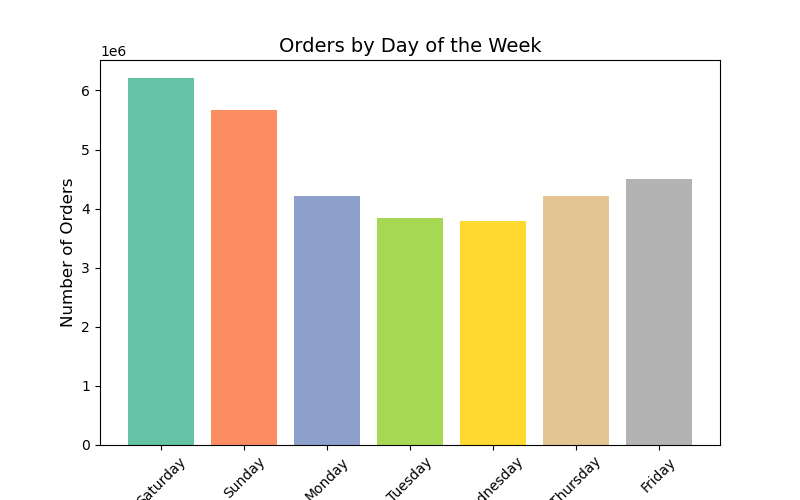 Orders by Day of the Week
1e6
6
5
4
3
2
1
0
Number of Orders
Saturday
Sunday
Monday
Tuesday
dnesday
Thursday
Friday